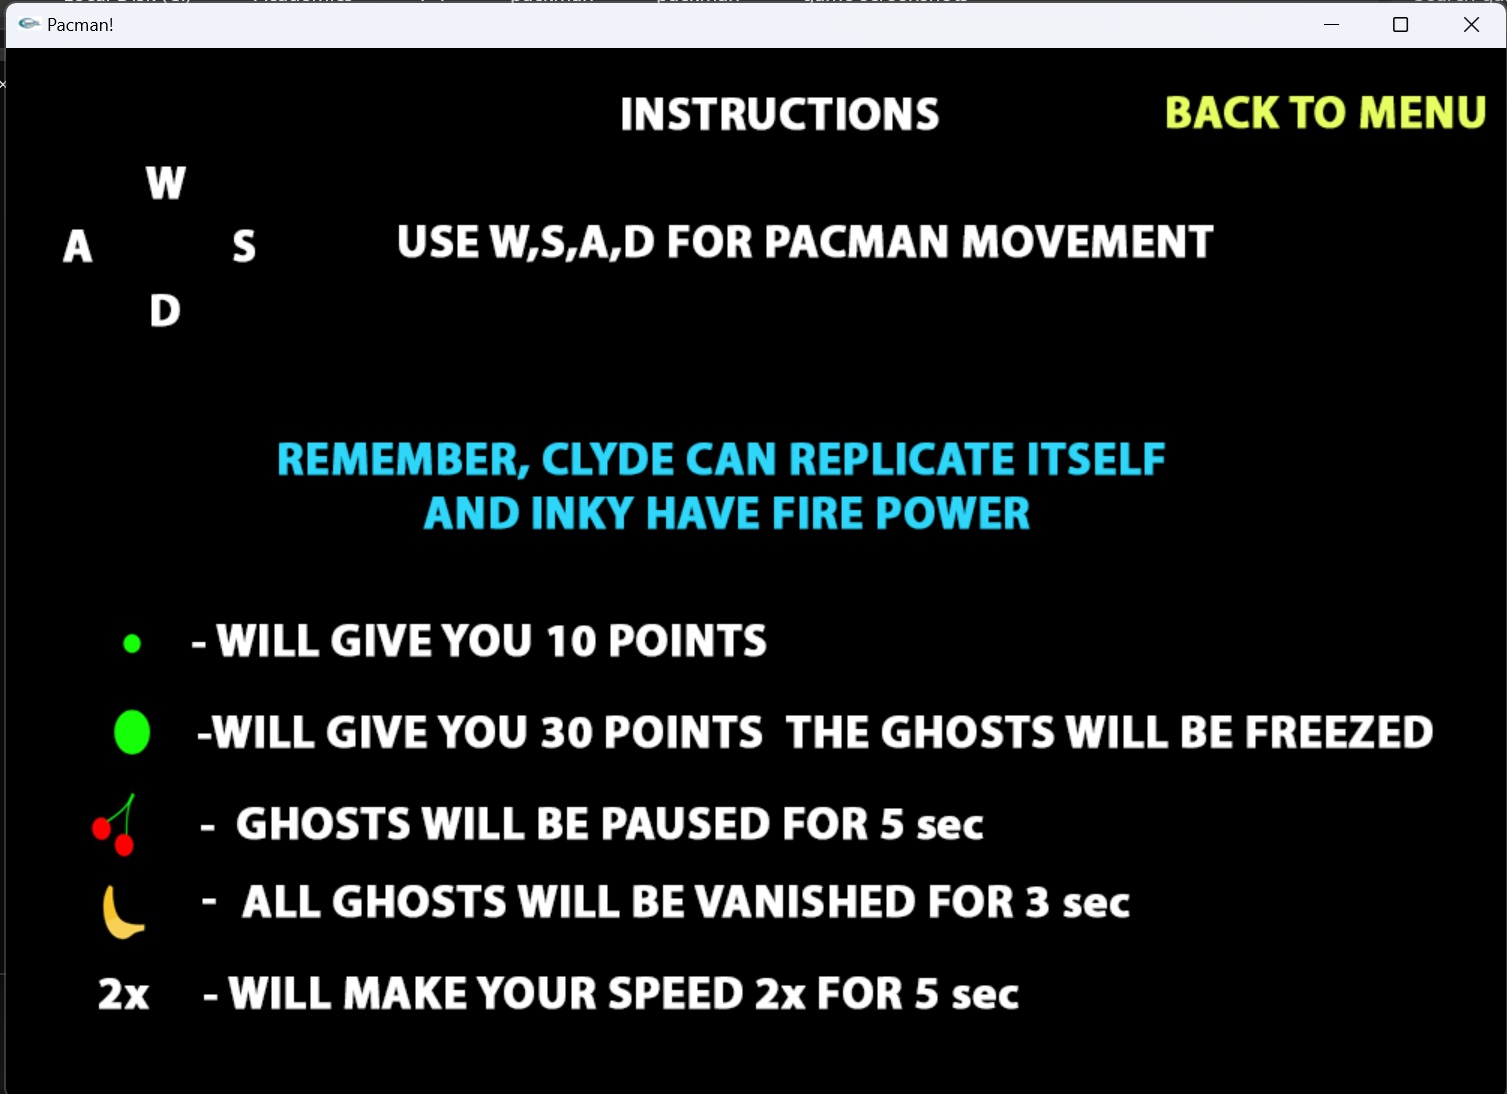 Pacman!
INSTRUCTIONS
BACK TO MENU
W
A S
USE W,S,A,D FOR PACMAN MOVEMENT
D
REMEMBER, CLYDE CAN REPLICATE ITSELF
AND INKY HAVE FIRE POWER
- WILL GIVE YOU 10 POINTS
-WILL GIVE YOU 30 POINTS THE GHOSTS WILL BE FREEZED
- GHOSTS WILL BE PAUSED FOR 5 sec
- ALL GHOSTS WILL BE VANISHED FOR 3 sec
2x - WILL MAKE YOUR SPEED 2x FOR 5 sec